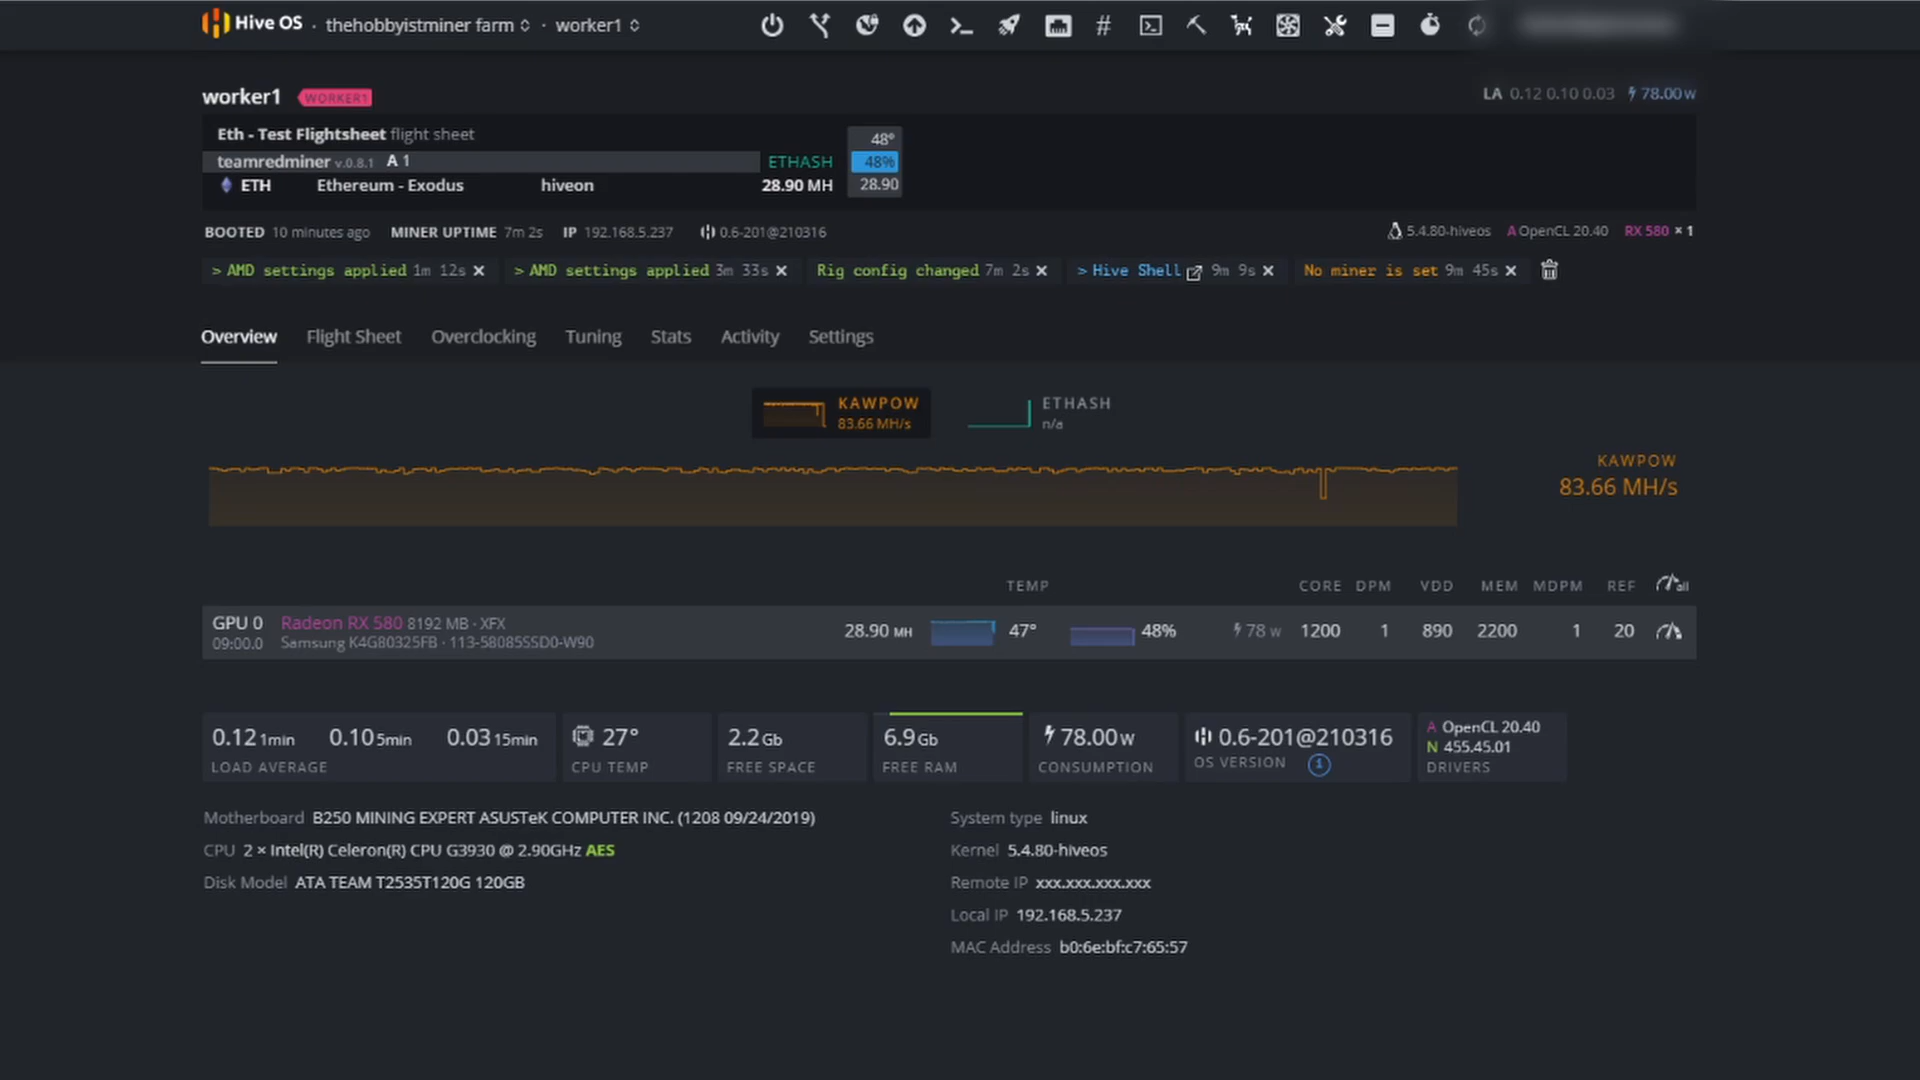 Hive OS · thehobbyistminer farm · worker1
worker1 WORKER1
LA 0.12 0.10 0.03 78.00 w
Eth - Test Flightsheet flight sheet
48°
teamredminer v.0.8.1 A 1 ETHASH 48%
ETH Ethereum - Exodus hiveon 28.90 MH 28.90
BOOTED 10 minutes ago MINER UPTIME 7m 2s IP 192.168.5.237 0.6-201@210316
5.4.80-hiveos A OpenCL 20.40 RX 580 × 1
> AMD settings applied 1m 12s × > AMD settings applied 3m 33s × Rig config changed 7m 2s × > Hive Shell 9m 9s × No miner is set 9m 45s ×
Overview Flight Sheet Overclocking Tuning Stats Activity Settings
KAWPOW
83.66 MH/s
ETHASH
n/a
KAWPOW
83.66 MH/s
TEMP CORE DPM VDD MEM MDPM REF all
GPU 0 Radeon RX 580 8192 MB · XFX 28.90 MH 47° 48% 78 w 1200 1 890 2200 1 20
09:00.0 Samsung K4G80325FB · 113-58085SSD0-W90
0.12 1min 0.10 5min 0.03 15min
LOAD AVERAGE
27°
CPU TEMP
2.2 Gb
FREE SPACE
6.9 Gb
FREE RAM
78.00 w
CONSUMPTION
0.6-201@210316
OS VERSION 1
A OpenCL 20.40
N 455.45.01
DRIVERS
Motherboard B250 MINING EXPERT ASUSTeK COMPUTER INC. (1208 09/24/2019)
CPU 2 × Intel(R) Celeron(R) CPU G3930 @ 2.90GHz AES
Disk Model ATA TEAM T2535T120G 120GB
System type linux
Kernel 5.4.80-hiveos
Remote IP xxx.xxx.xxx.xxx
Local IP 192.168.5.237
MAC Address b0:6e:bf:c7:65:57